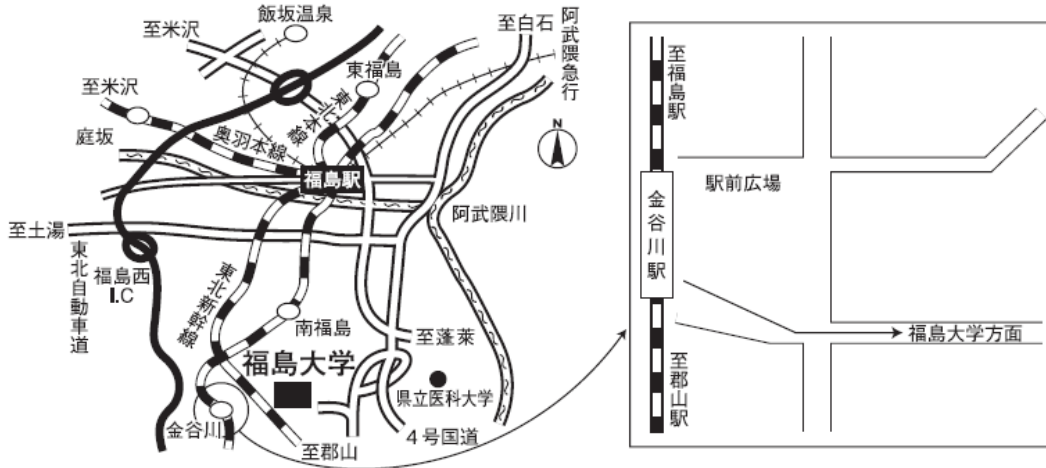 飯坂温泉
至米沢
至白石
阿武隈急行
東福島
至米沢
東北本線
庭坂
奥羽本線
N
福島駅
阿武隈川
至土湯
東北自動車道
福島西
I.C
東北新幹線
南福島
至蓬莱
福島大学
県立医科大学
金谷川
至郡山
4号国道
至福島駅
駅前広場
金谷川駅
福島大学方面
至郡山駅